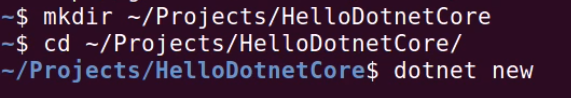 ~$ mkdir ~/Projects/HelloDotnetCore
~$ cd ~/Projects/HelloDotnetCore/
~/Projects/HelloDotnetCore$ dotnet new